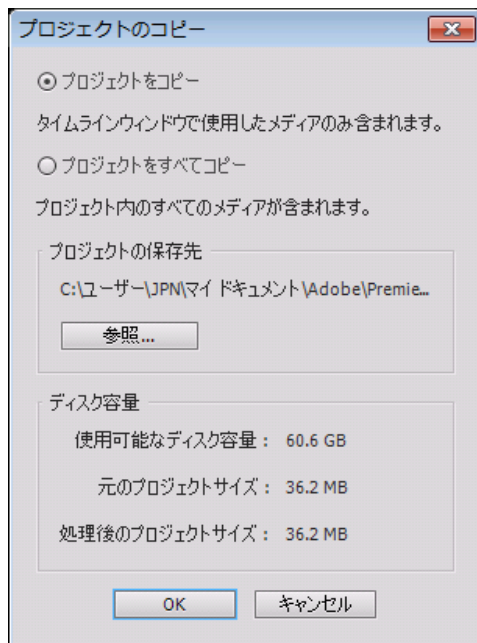 プロジェクトのコピー
プロジェクトをコピー
タイムラインウィンドウで使用したメディアのみ含まれます。
プロジェクトをすべてコピー
プロジェクト内のすべてのメディアが含まれます。
プロジェクトの保存先
C:\ユーザー\JPN\マイ ドキュメント\Adobe\Premie...
参照...
ディスク容量
使用可能なディスク容量： 60.6 GB
元のプロジェクトサイズ： 36.2 MB
処理後のプロジェクトサイズ： 36.2 MB
OK キャンセル